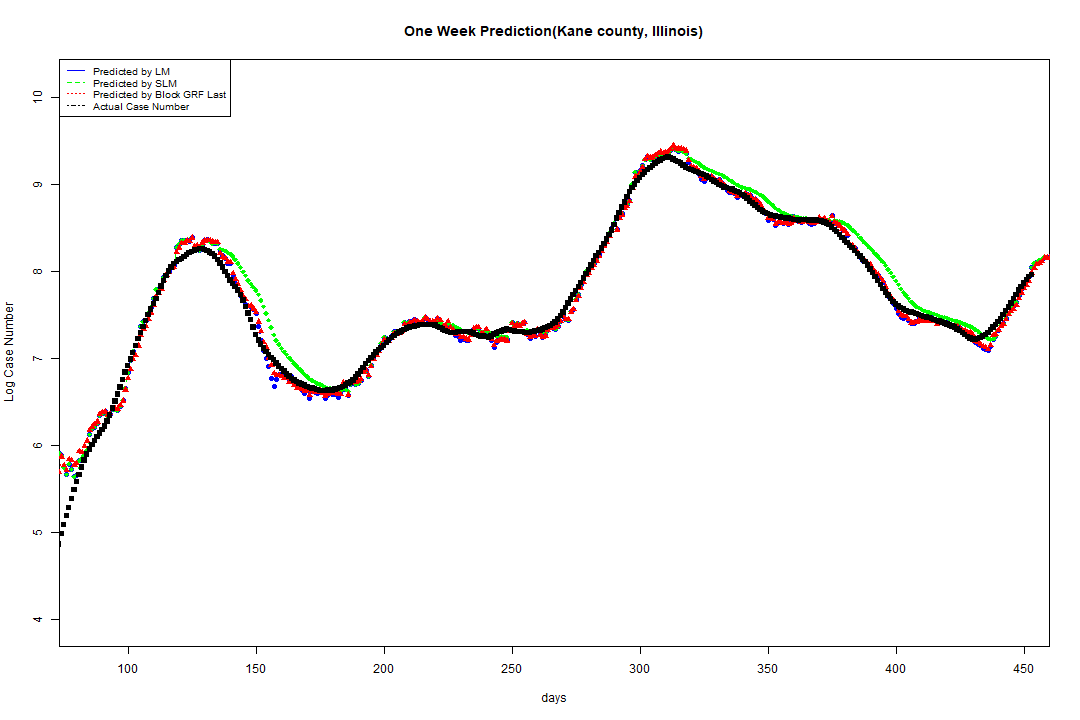 One Week Prediction(Kane county, Illinois)
Predicted by LM
Predicted by SLM
Predicted by Block GRF Last
Actual Case Number
Log Case Number
10
9
8
7
6
5
4
100 150 200 250 300 350 400 450
days